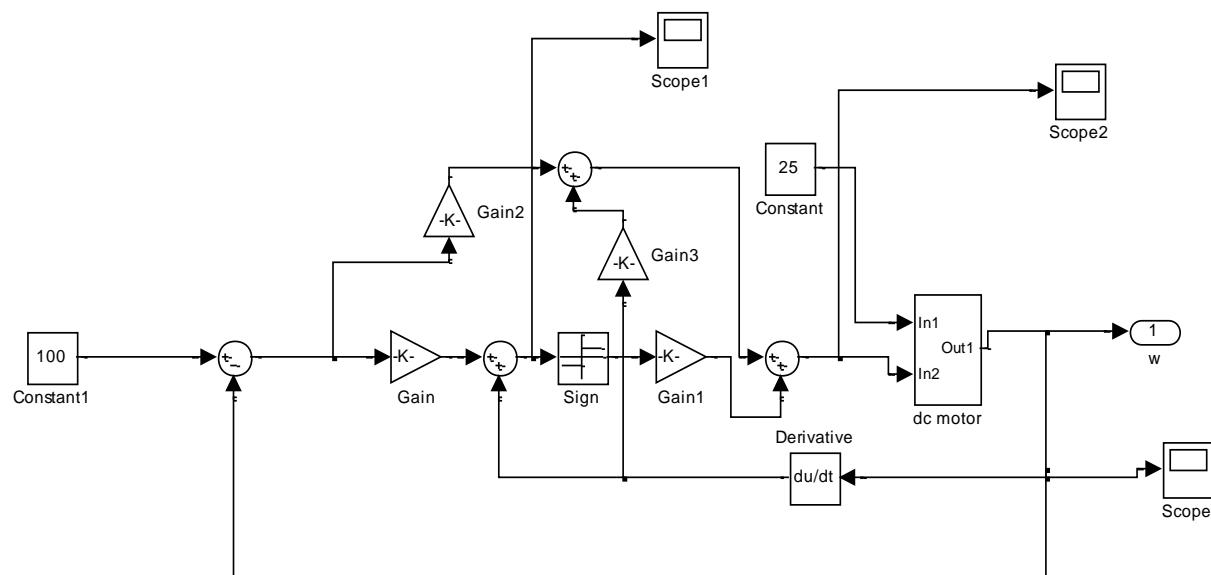 Scope1
Scope2
25
Constant
-K-
Gain2
-K-
Gain3
100
Constant1
-K-
Gain
Sign
-K-
Gain1
In1
In2
Out1
dc motor
1
w
Derivative
du/dt
Scope